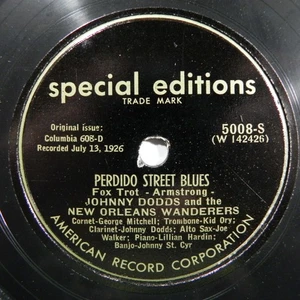 special editions
TRADE MARK
Original issue:
Columbia 608-D
Recorded July 13, 1926
5008-S
(W 142426)
PERDIDO STREET BLUES
Fox Trot - Armstrong -
JOHNNY DODDS and the
NEW ORLEANS WANDERERS
Cornet-George Mitchell; Trombone-Kid Ory;
Clarinet-Johnny Dodds; Alto Sax-Joe
Walker; Piano-Lillian Hardin;
Banjo-Johnny St. Cyr
AMERICAN RECORD CORPORATION